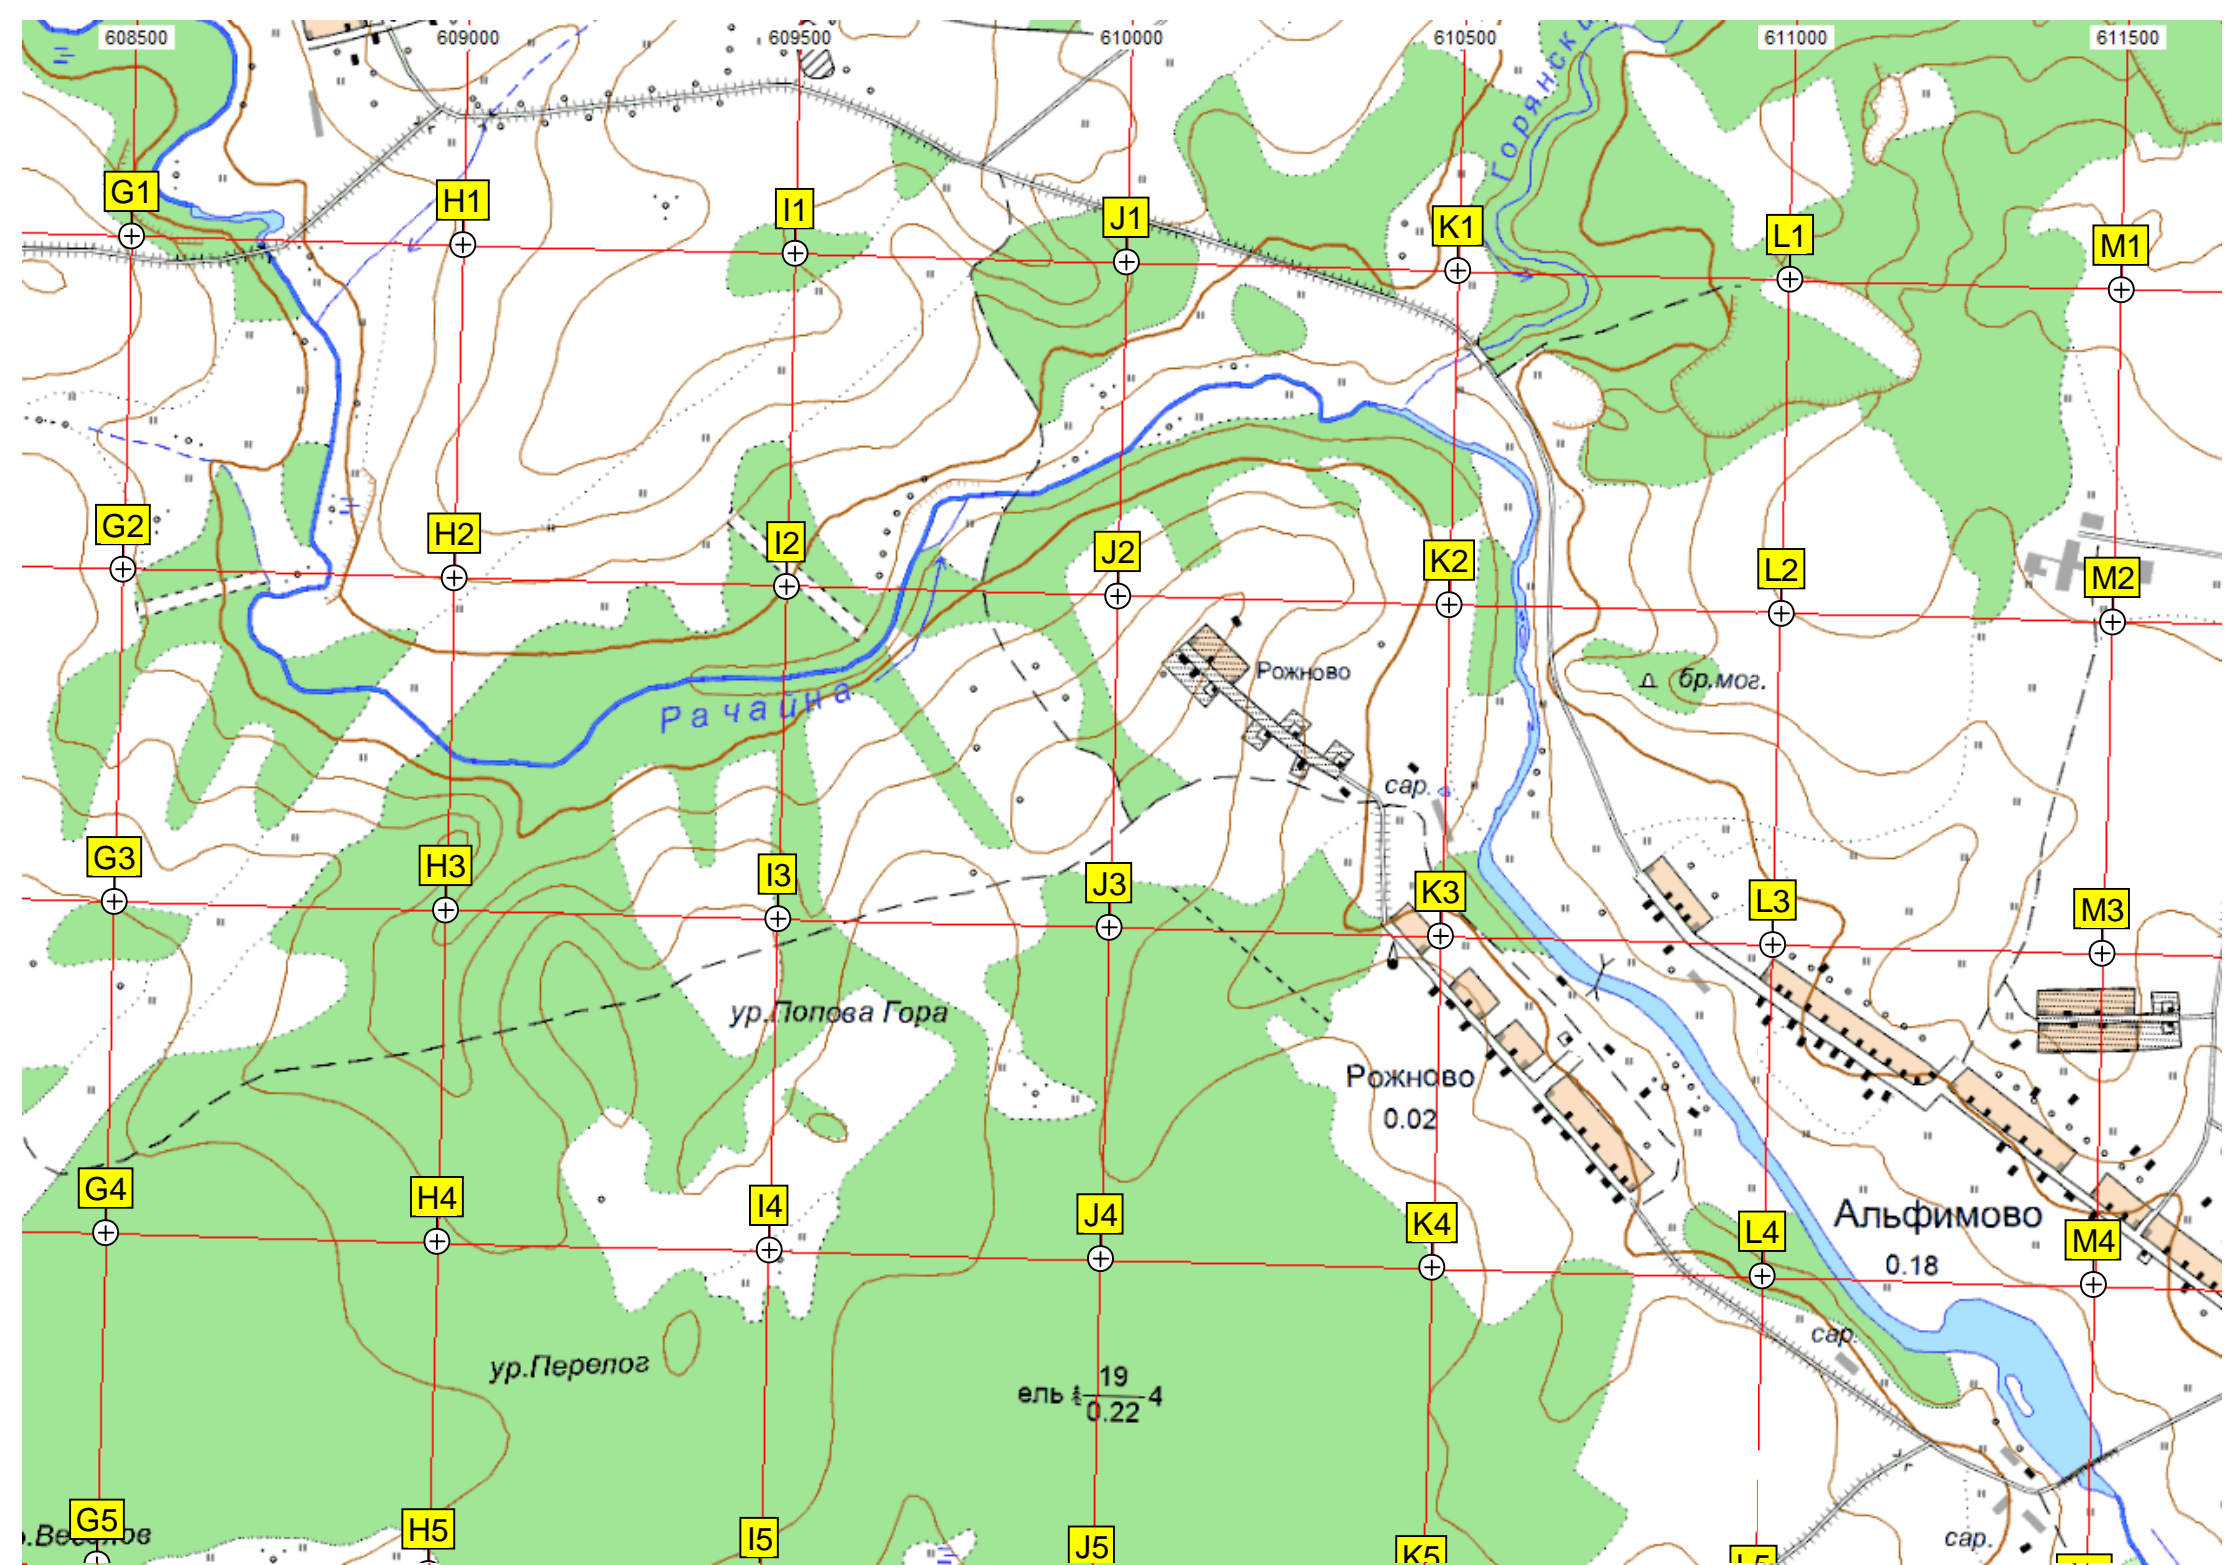 608500 609000 609500 610000 610500 611000 611500
Горянски
G1 H1 I1 J1 K1 L1 M1
G2 H2 I2 J2 K2 L2 M2
Рожново
бр.мог.
Рачайна
сар.
G3 H3 I3 J3 K3 L3 M3
ур.Попова Гора
Рожново
0.02
G4 H4 I4 J4 K4 L4 M4
Альфимово
0.18
сар.
ур.Перелог
ель 19 4
0.22
G5 H5 I5 J5 K5 L5
сар.